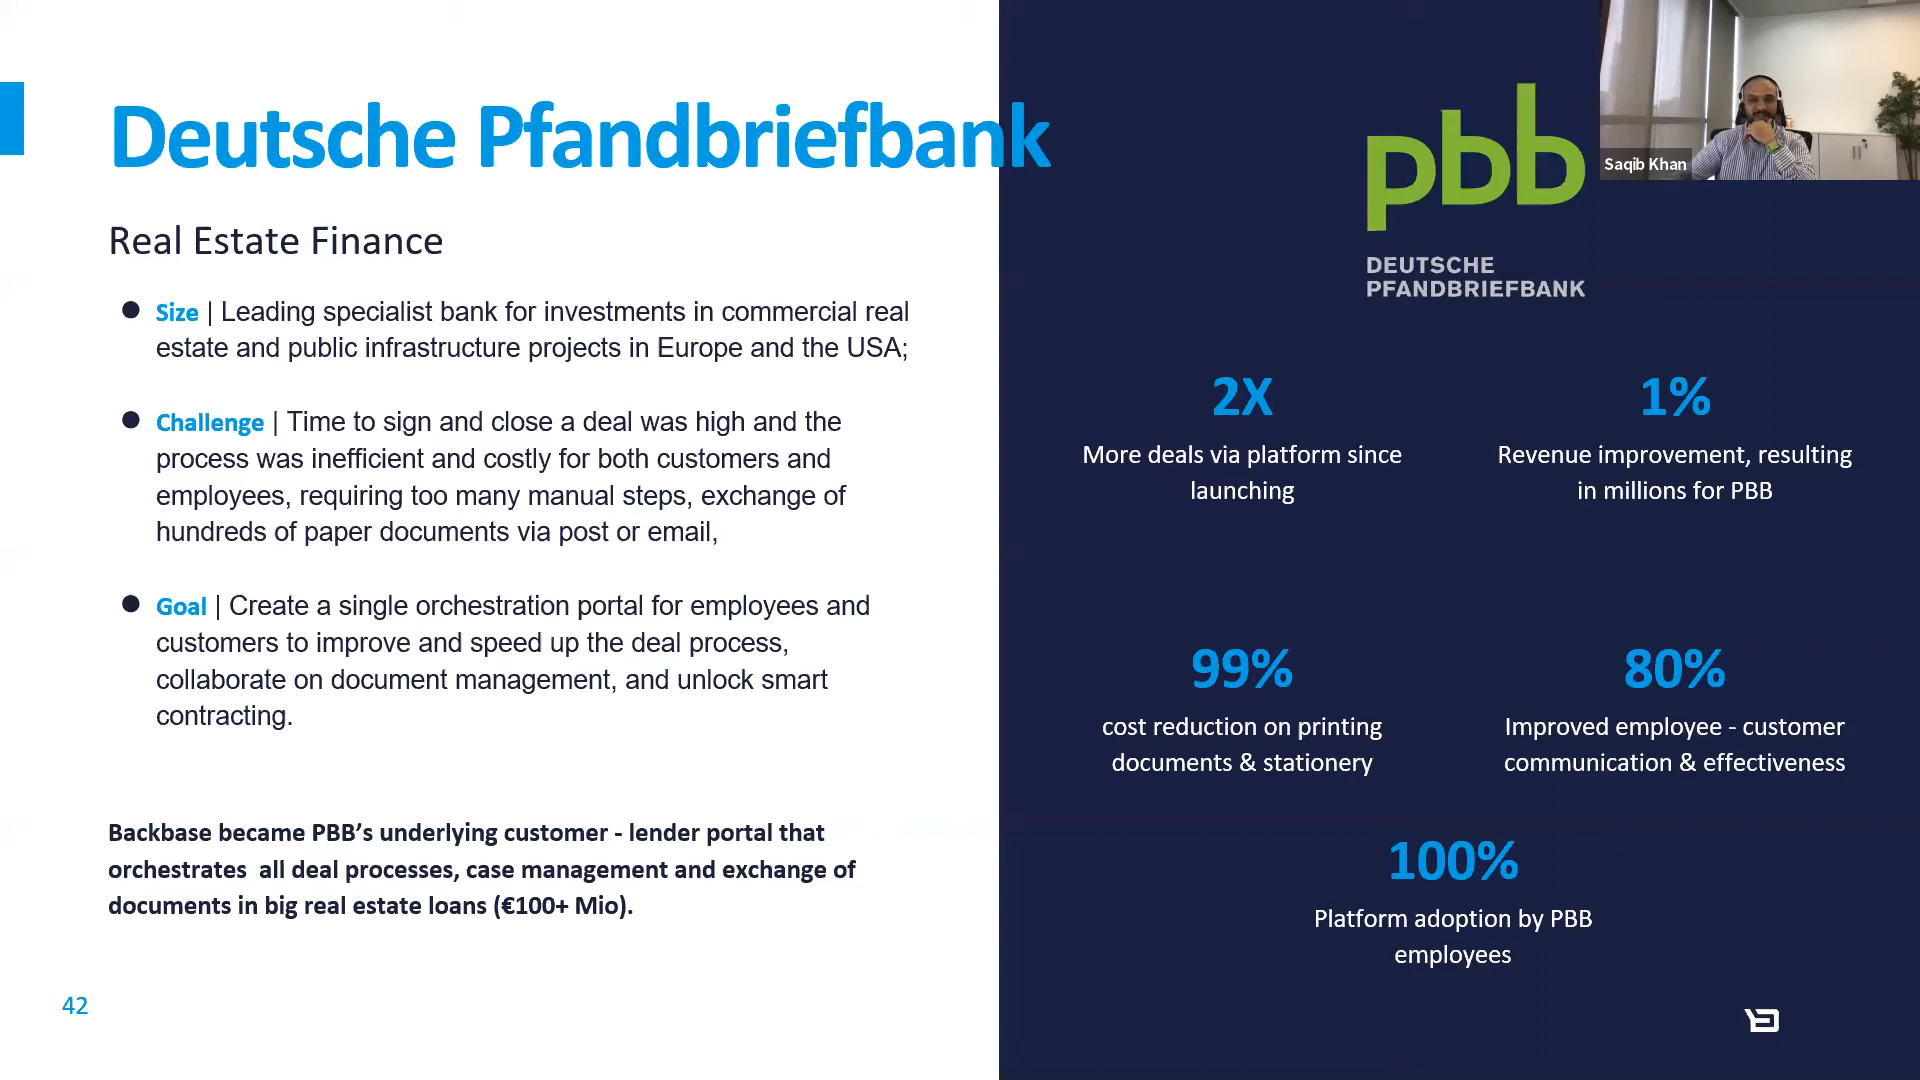 Deutsche Pfandbriefbank
Real Estate Finance
● Size | Leading specialist bank for investments in commercial real
estate and public infrastructure projects in Europe and the USA;
● Challenge | Time to sign and close a deal was high and the
process was inefficient and costly for both customers and
employees, requiring too many manual steps, exchange of
hundreds of paper documents via post or email,
● Goal | Create a single orchestration portal for employees and
customers to improve and speed up the deal process,
collaborate on document management, and unlock smart
contracting.
Backbase became PBB’s underlying customer - lender portal that
orchestrates  all deal processes, case management and exchange of
documents in big real estate loans (€100+ Mio).
42
pbb
DEUTSCHE
PFANDBRIEFBANK
Saqib Khan
2X
More deals via platform since
launching
1%
Revenue improvement, resulting
in millions for PBB
99%
cost reduction on printing
documents & stationery
80%
Improved employee - customer
communication & effectiveness
100%
Platform adoption by PBB
employees